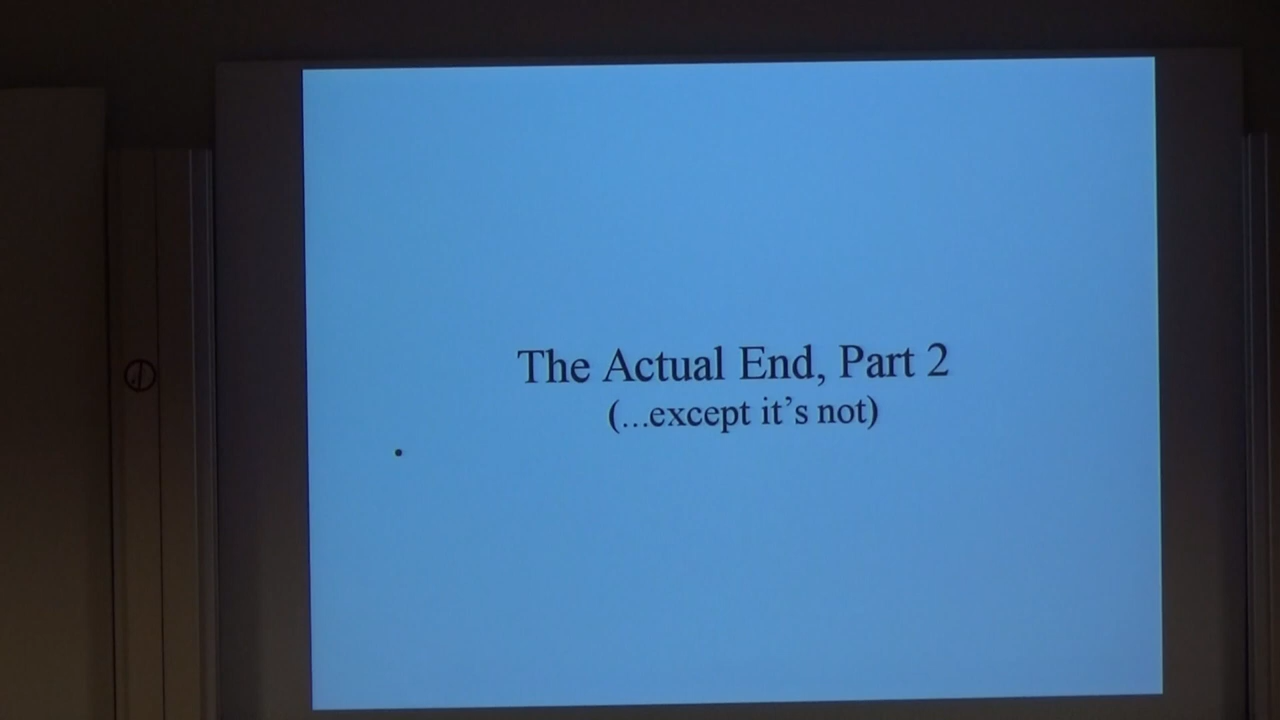 The Actual End, Part 2
(...except it's not)